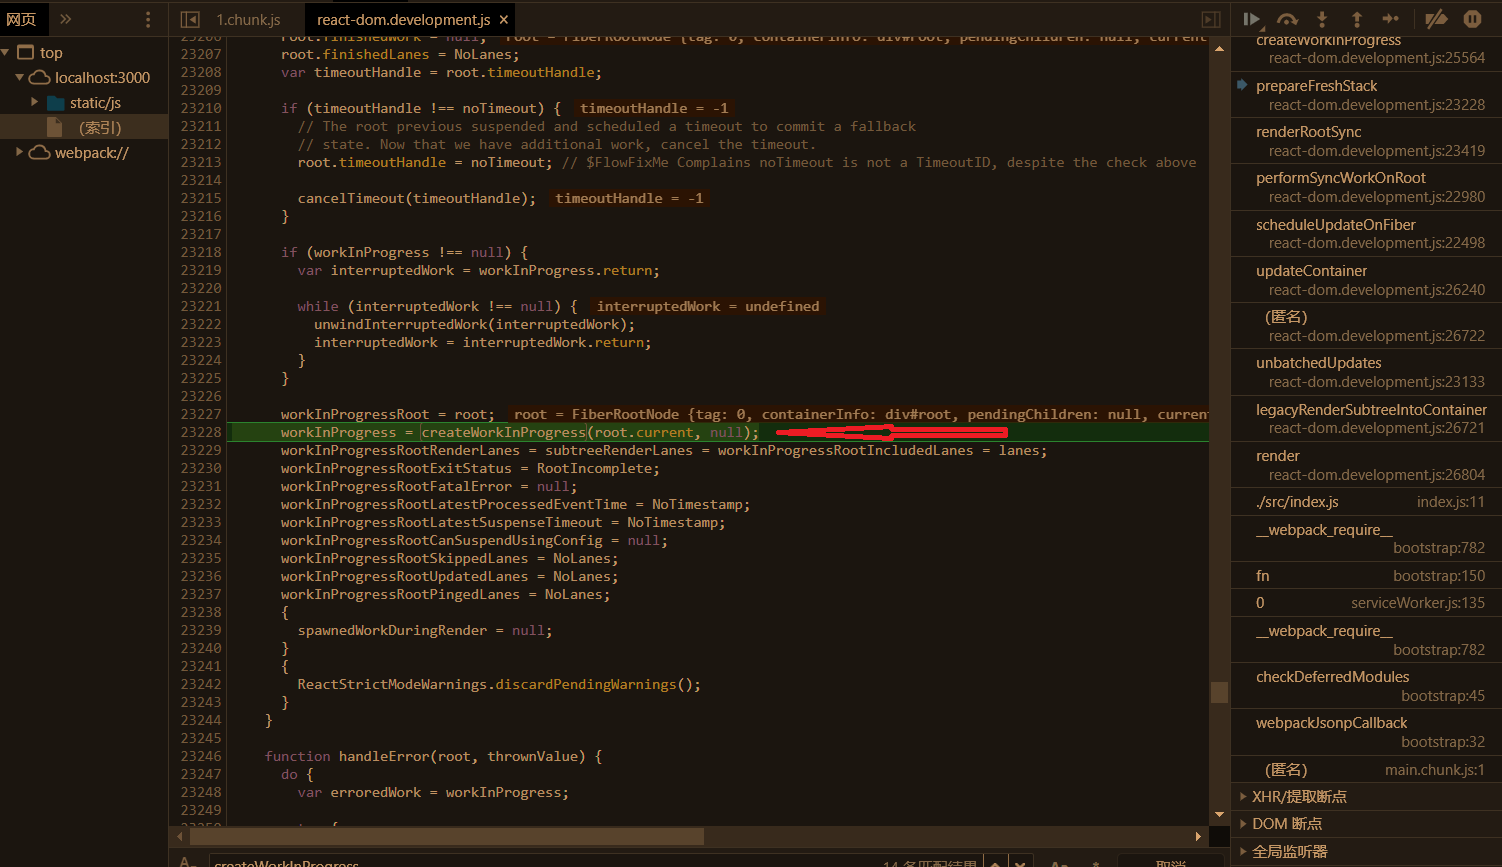 网页
1.chunk.js
react-dom.development.js ×
top
localhost:3000
static/js
(索引)
webpack://
23206 root.finishedWork = null; root = FiberRootNode {tag: 0, containerInfo: div#root, pendingChildren: null, current
23207 root.finishedLanes = NoLanes;
23208 var timeoutHandle = root.timeoutHandle;
23209
23210 if (timeoutHandle !== noTimeout) { timeoutHandle = -1
23211 // The root previous suspended and scheduled a timeout to commit a fallback
23212 // state. Now that we have additional work, cancel the timeout.
23213 root.timeoutHandle = noTimeout; // $FlowFixMe Complains noTimeout is not a TimeoutID, despite the check above
23214
23215 cancelTimeout(timeoutHandle); timeoutHandle = -1
23216 }
23217
23218 if (workInProgress !== null) {
23219 var interruptedWork = workInProgress.return;
23220
23221 while (interruptedWork !== null) { interruptedWork = undefined
23222 unwindInterruptedWork(interruptedWork);
23223 interruptedWork = interruptedWork.return;
23224 }
23225 }
23226
23227 workInProgressRoot = root; root = FiberRootNode {tag: 0, containerInfo: div#root, pendingChildren: null, current
23228 workInProgress = createWorkInProgress(root.current, null);
23229 workInProgressRootRenderLanes = subtreeRenderLanes = workInProgressRootIncludedLanes = lanes;
23230 workInProgressRootExitStatus = RootIncomplete;
23231 workInProgressRootFatalError = null;
23232 workInProgressRootLatestProcessedEventTime = NoTimestamp;
23233 workInProgressRootLatestSuspenseTimeout = NoTimestamp;
23234 workInProgressRootCanSuspendUsingConfig = null;
23235 workInProgressRootSkippedLanes = NoLanes;
23236 workInProgressRootUpdatedLanes = NoLanes;
23237 workInProgressRootPingedLanes = NoLanes;
23238 {
23239 spawnedWorkDuringRender = null;
23240 }
23241 {
23242 ReactStrictModeWarnings.discardPendingWarnings();
23243 }
23244 }
23245
23246 function handleError(root, thrownValue) {
23247 do {
23248 var erroredWork = workInProgress;
23249
createWorkInProgress
14 个匹配结果
Aa
取消
createWorkInProgress
react-dom.development.js:25564
prepareFreshStack
react-dom.development.js:23228
renderRootSync
react-dom.development.js:23419
performSyncWorkOnRoot
react-dom.development.js:22980
scheduleUpdateOnFiber
react-dom.development.js:22498
updateContainer
react-dom.development.js:26240
(匿名)
react-dom.development.js:26722
unbatchedUpdates
react-dom.development.js:23133
legacyRenderSubtreeIntoContainer
react-dom.development.js:26721
render
react-dom.development.js:26804
./src/index.js index.js:11
__webpack_require__
bootstrap:782
fn bootstrap:150
0 serviceWorker.js:135
__webpack_require__
bootstrap:782
checkDeferredModules
bootstrap:45
webpackJsonpCallback
bootstrap:32
(匿名) main.chunk.js:1
XHR/提取断点
DOM 断点
全局监听器